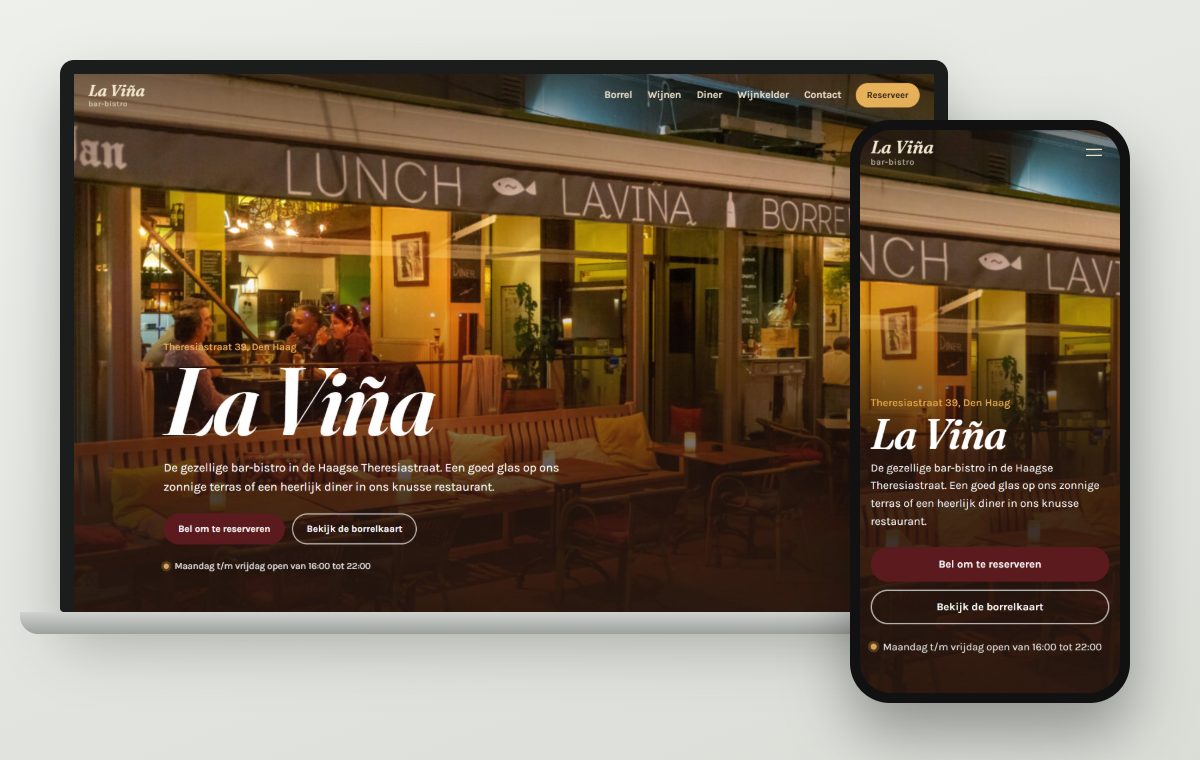 La Viña
bar-bistro
Borrel Wijnen Diner Wijnkelder Contact Reserveer
an
LUNCH LAVIÑA BORRE
DINER
Theresiastraat 39, Den Haag
La Viña
De gezellige bar-bistro in de Haagse Theresiastraat. Een goed glas op ons
zonnige terras of een heerlijk diner in ons knusse restaurant.
Bel om te reserveren Bekijk de borrelkaart
Maandag t/m vrijdag open van 16:00 tot 22:00
La Viña
bar-bistro
NCH LAV
Theresiastraat 39, Den Haag
La Viña
De gezellige bar-bistro in de Haagse
Theresiastraat. Een goed glas op ons zonnige
terras of een heerlijk diner in ons knusse
restaurant.
Bel om te reserveren
Bekijk de borrelkaart
Maandag t/m vrijdag open van 16:00 tot 22:00